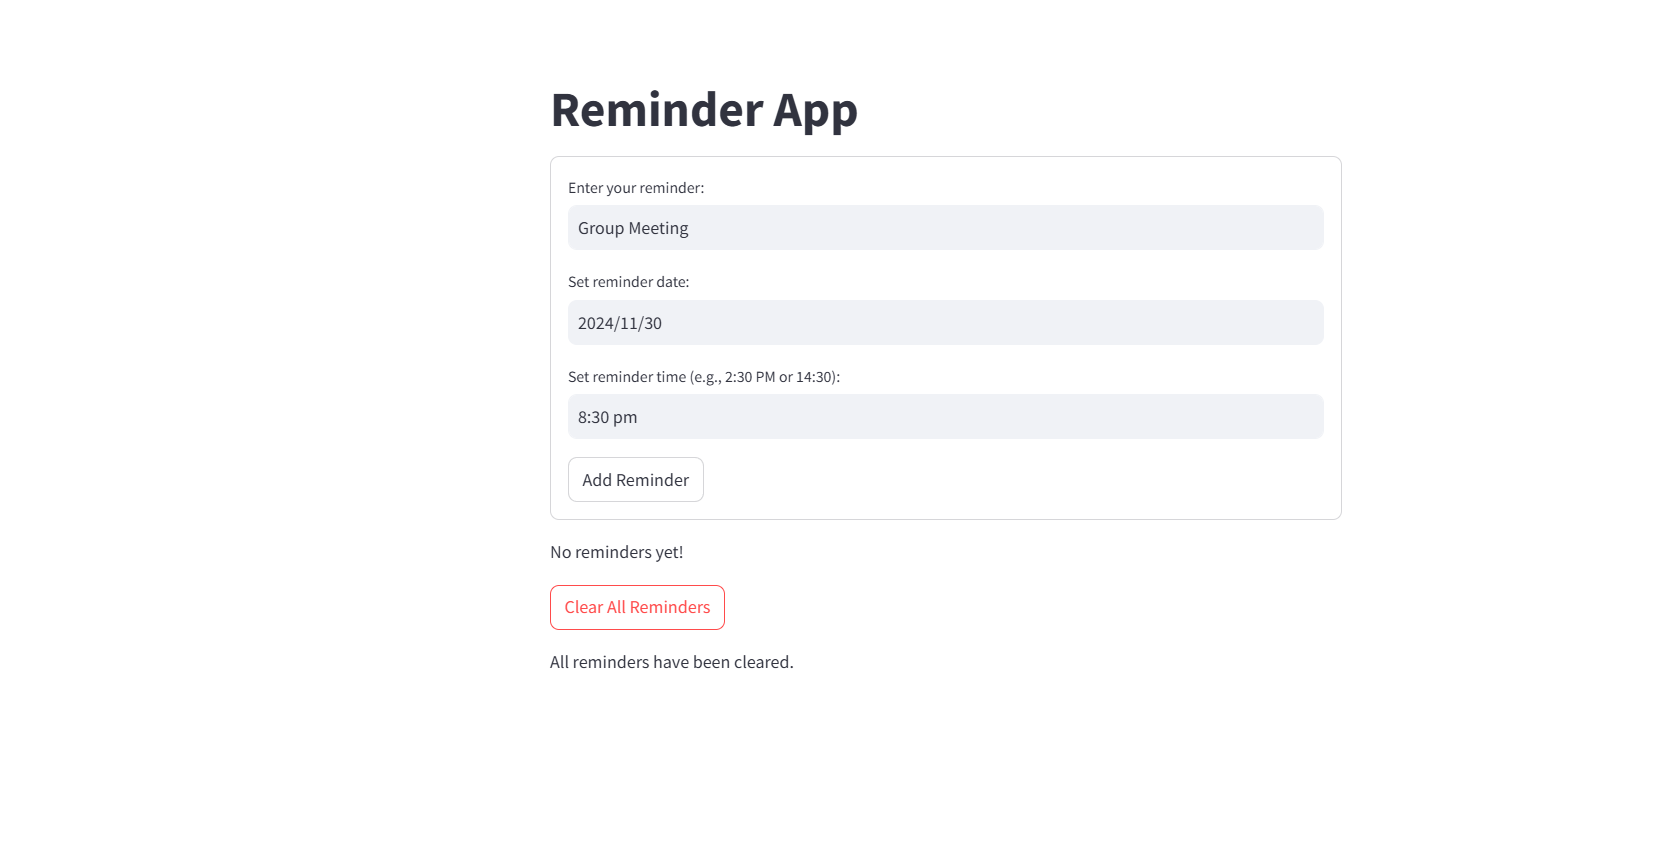 Reminder App
Enter your reminder:
Group Meeting
Set reminder date:
2024/11/30
Set reminder time (e.g., 2:30 PM or 14:30):
8:30 pm
Add Reminder
No reminders yet!
Clear All Reminders
All reminders have been cleared.